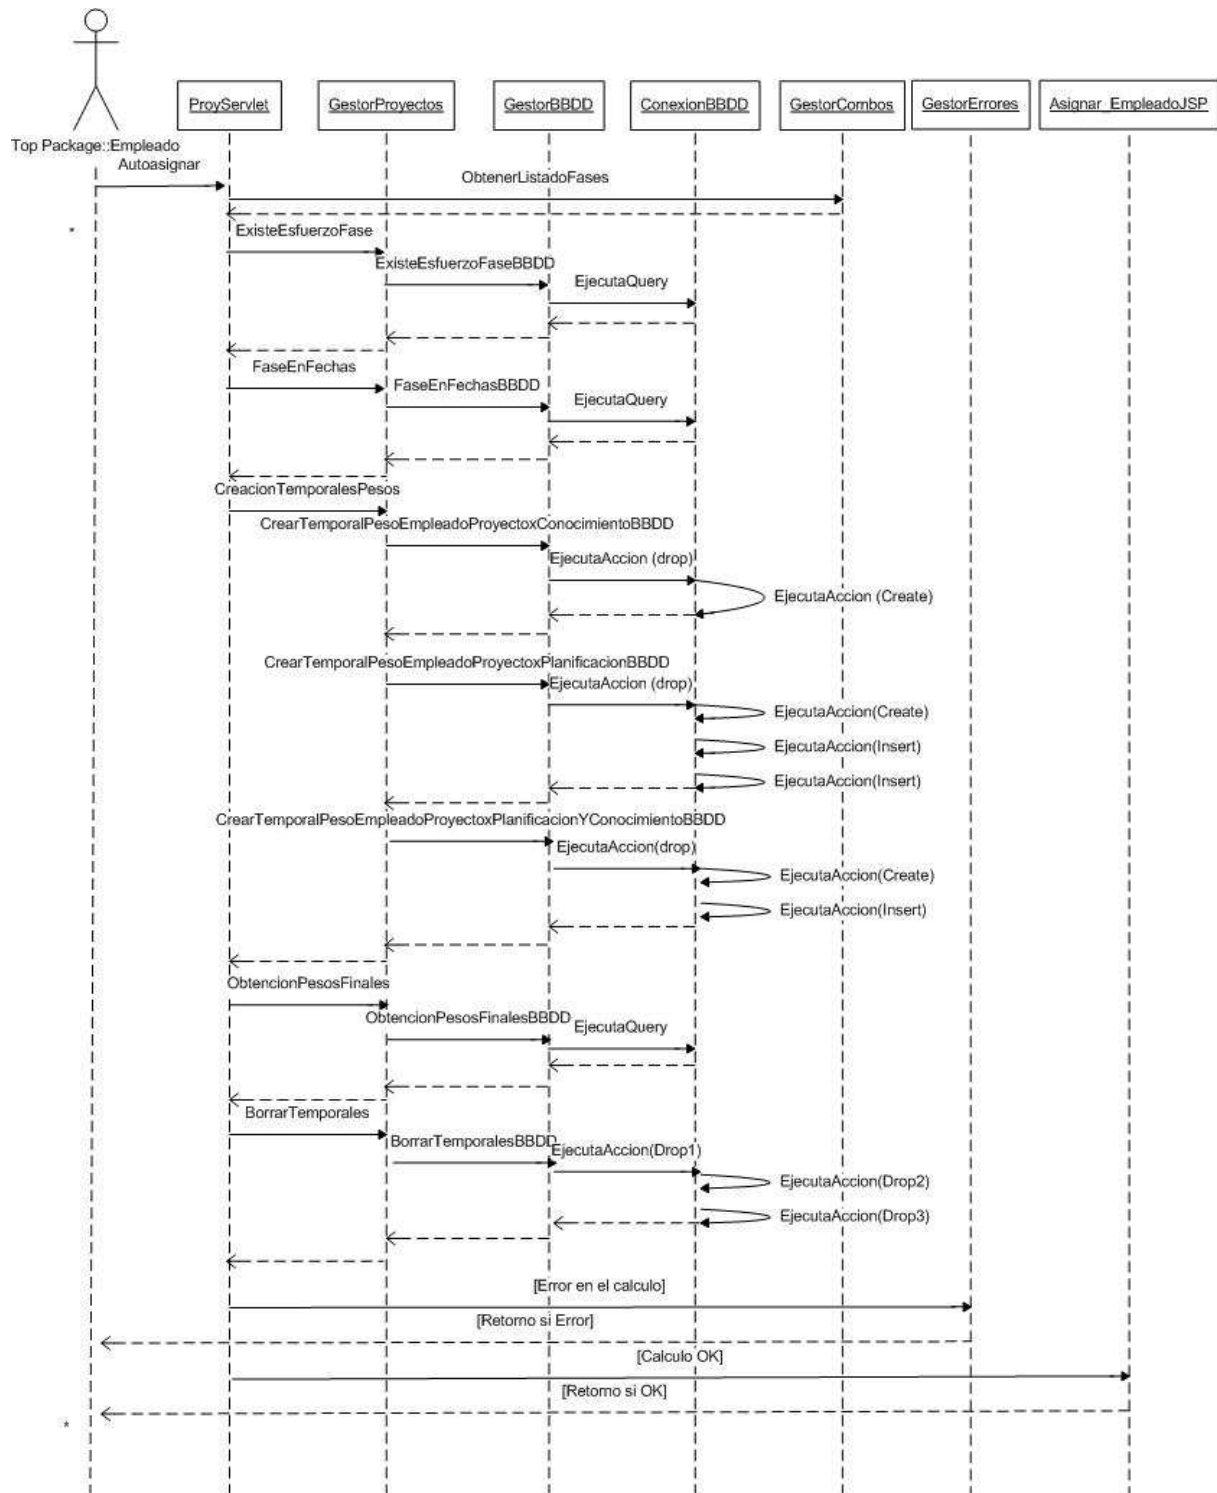 ProyServlet
GestorProyectos
GestorBBDD
ConexionBBDD
GestorCombos
GestorErrores
Asignar_EmpleadoJSP
Top Package::Empleado
Autoasignar
ObtenerListadoFases
*
ExisteEsfuerzoFase
ExisteEsfuerzoFaseBBDD
EjecutaQuery
FaseEnFechas
FaseEnFechasBBDD
EjecutaQuery
CreacionTemporalesPesos
CrearTemporalPesoEmpleadoProyectoxConocimientoBBDD
EjecutaAccion (drop)
EjecutaAccion (Create)
CrearTemporalPesoEmpleadoProyectoxPlanificacionBBDD
EjecutaAccion (drop)
EjecutaAccion(Create)
EjecutaAccion(Insert)
EjecutaAccion(Insert)
CrearTemporalPesoEmpleadoProyectoxPlanificacionYConocimientoBBDD
EjecutaAccion(drop)
EjecutaAccion(Create)
EjecutaAccion(Insert)
ObtencionPesosFinales
ObtencionPesosFinalesBBDD
EjecutaQuery
BorrarTemporales
BorrarTemporalesBBDD
EjecutaAccion(Drop1)
EjecutaAccion(Drop2)
EjecutaAccion(Drop3)
[Error en el calculo]
[Retorno si Error]
[Calculo OK]
[Retorno si OK]
*